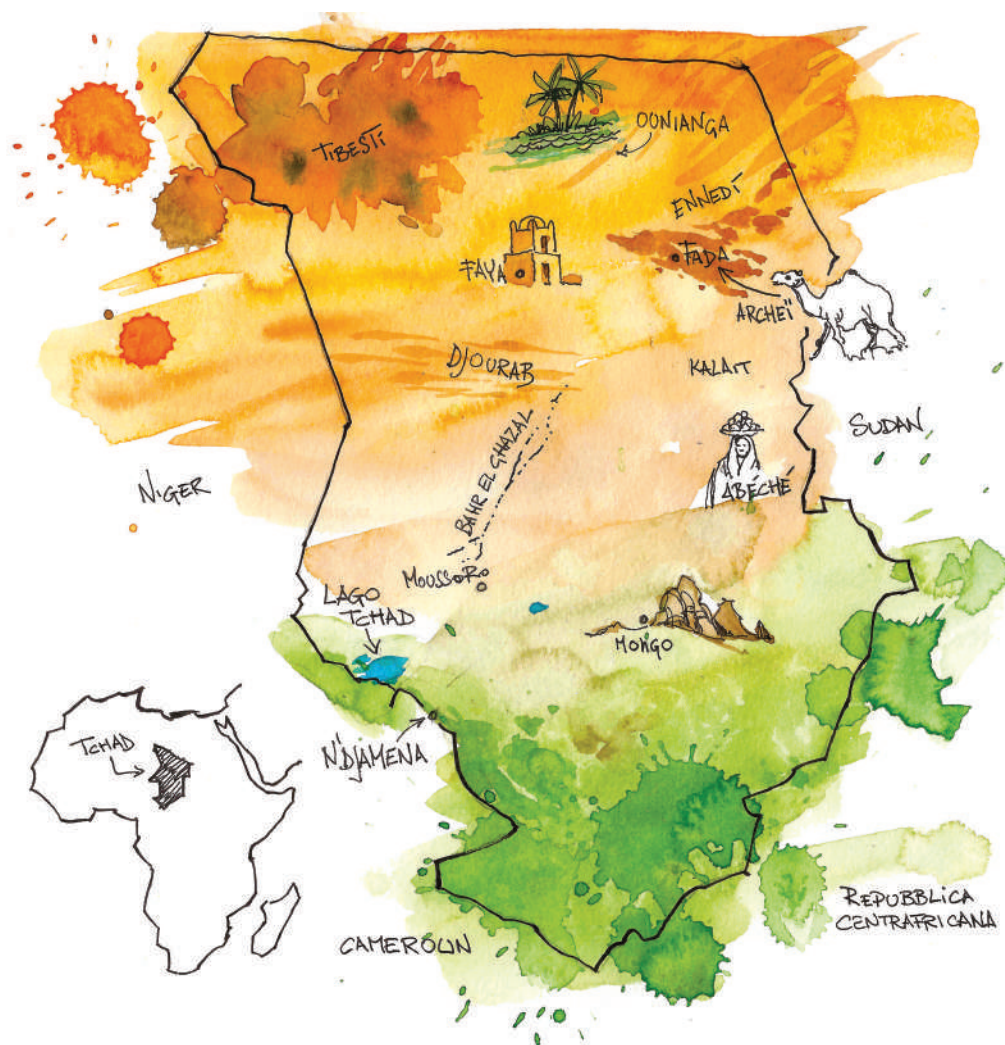 TIBESTI
OUNIANGA
ENNEDI
FAYA
FADA
ARCHEÏ
DJOURAB
KALAIT
SUDAN
NIGER
BAHR EL GHAZAL
ABÉCHÉ
MOUSSORO
LAGO
TCHAD
MONGO
TCHAD
N'DJAMENA
REPUBBLICA
CENTRAFRICANA
CAMEROUN